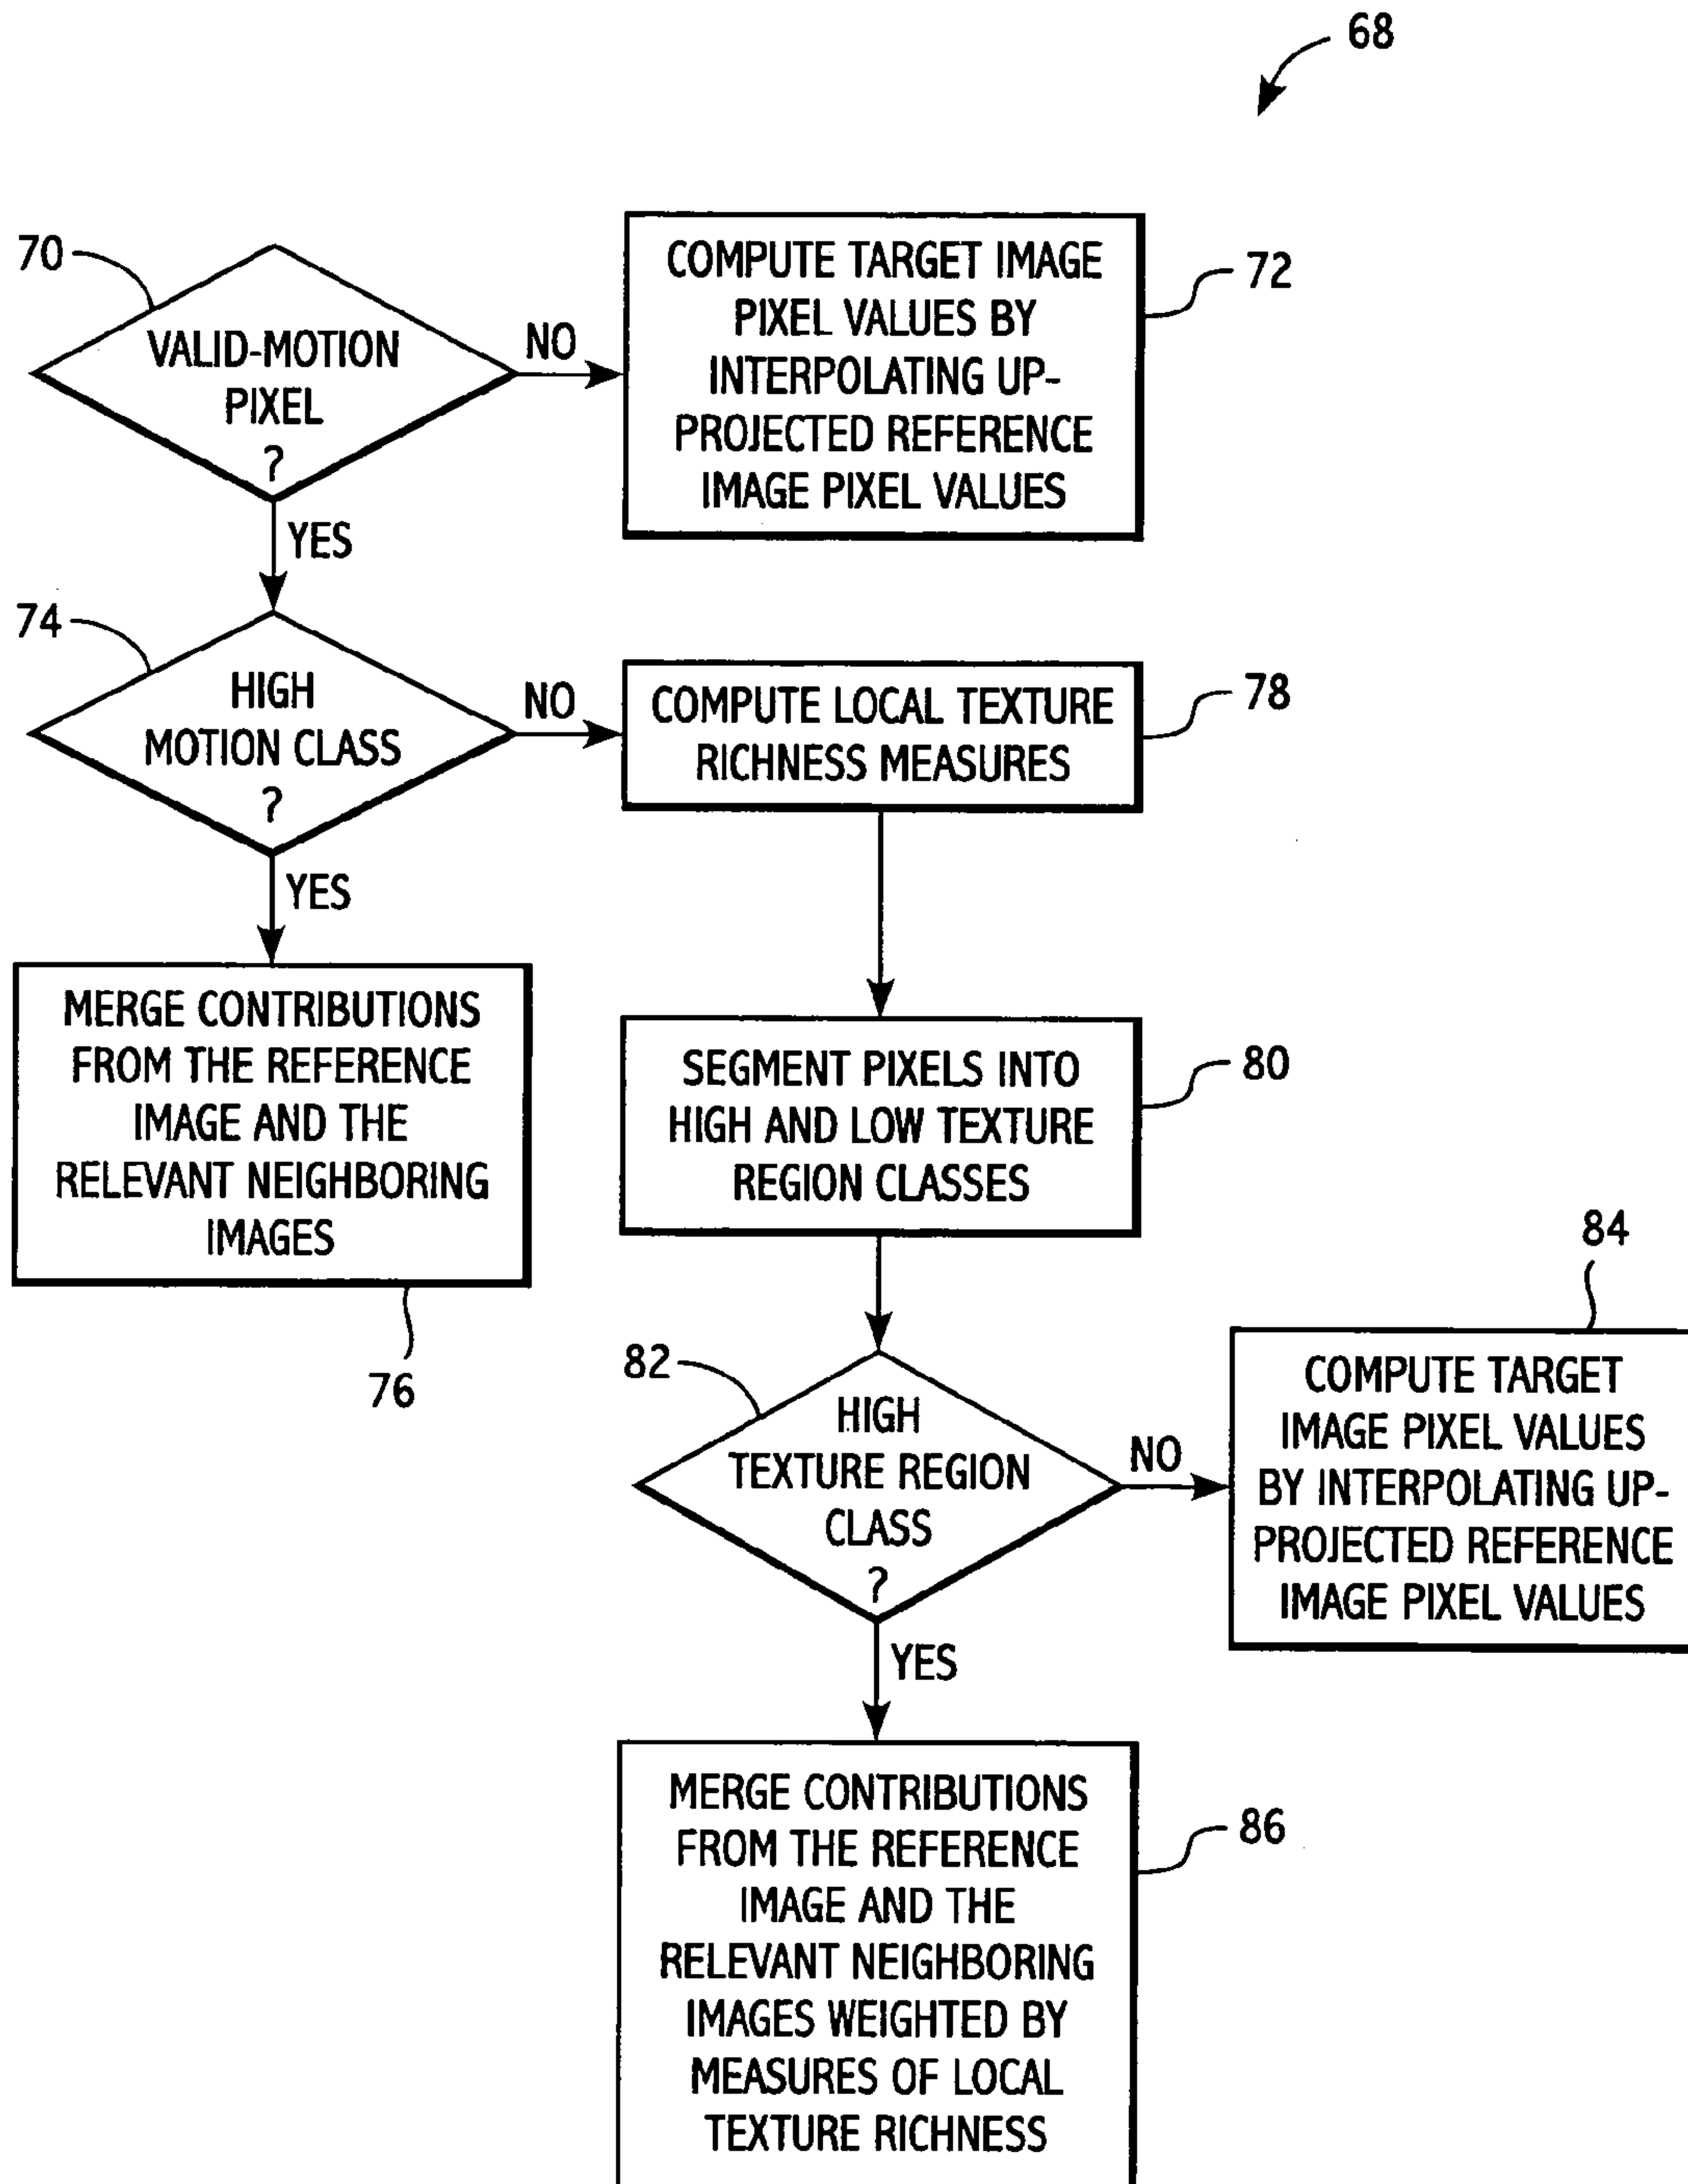 68
70
VALID-MOTION
PIXEL
?
NO
YES
COMPUTE TARGET IMAGE
PIXEL VALUES BY
INTERPOLATING UP-
PROJECTED REFERENCE
IMAGE PIXEL VALUES
72
74
HIGH
MOTION CLASS
?
NO
YES
COMPUTE LOCAL TEXTURE
RICHNESS MEASURES
78
MERGE CONTRIBUTIONS
FROM THE REFERENCE
IMAGE AND THE
RELEVANT NEIGHBORING
IMAGES
76
SEGMENT PIXELS INTO
HIGH AND LOW TEXTURE
REGION CLASSES
80
82
HIGH
TEXTURE REGION
CLASS
?
NO
YES
84
COMPUTE TARGET
IMAGE PIXEL VALUES
BY INTERPOLATING UP-
PROJECTED REFERENCE
IMAGE PIXEL VALUES
MERGE CONTRIBUTIONS
FROM THE REFERENCE
IMAGE AND THE
RELEVANT NEIGHBORING
IMAGES WEIGHTED BY
MEASURES OF LOCAL
TEXTURE RICHNESS
86